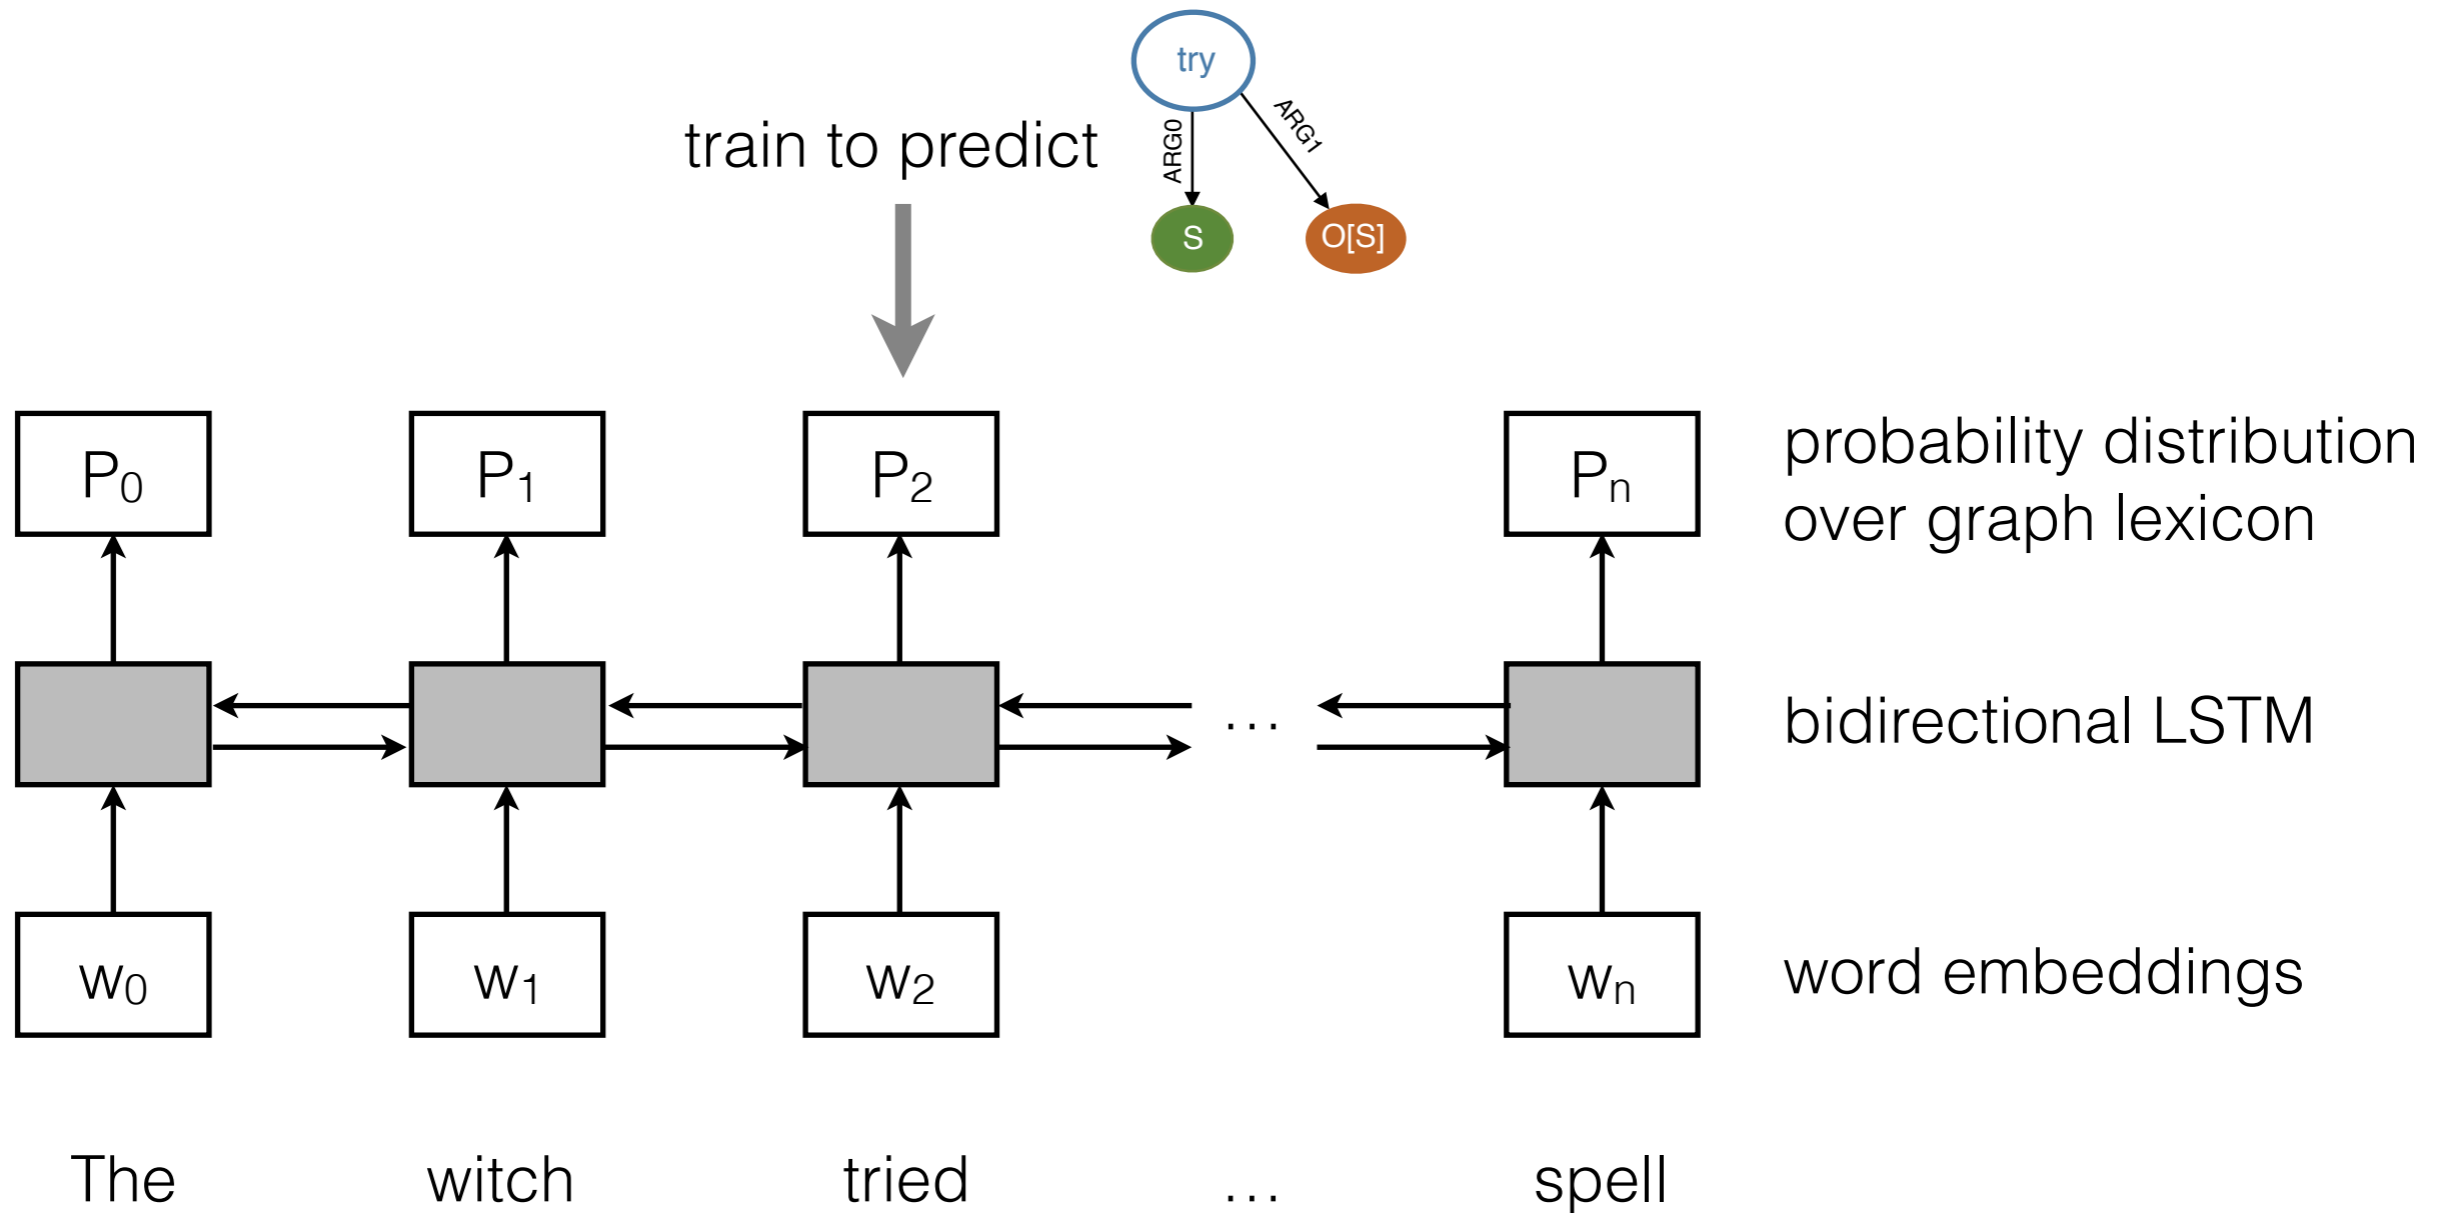 try
train to predict
ARG0
ARG1
S
O[S]
P0
P1
P2
Pn
probability distribution
over graph lexicon
...
bidirectional LSTM
w0
w1
w2
wn
word embeddings
The
witch
tried
...
spell